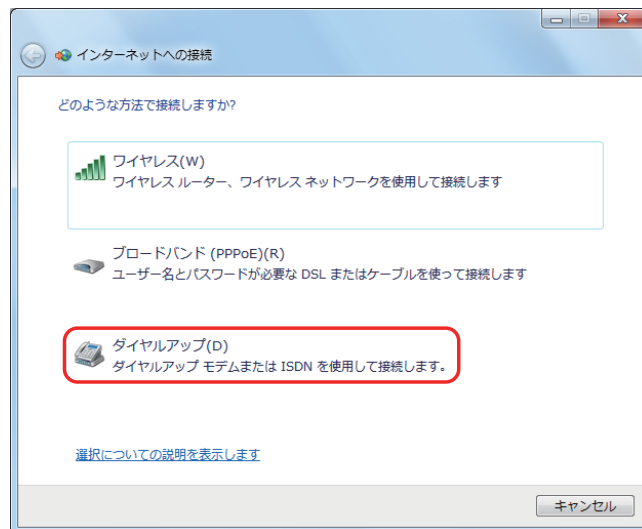 インターネットへの接続
どのような方法で接続しますか?
ワイヤレス(W)
ワイヤレス ルーター、ワイヤレス ネットワークを使用して接続します
ブロードバンド (PPPoE)(R)
ユーザー名とパスワードが必要な DSL またはケーブルを使って接続します
ダイヤルアップ(D)
ダイヤルアップ モデムまたは ISDN を使用して接続します。
選択についての説明を表示します
キャンセル